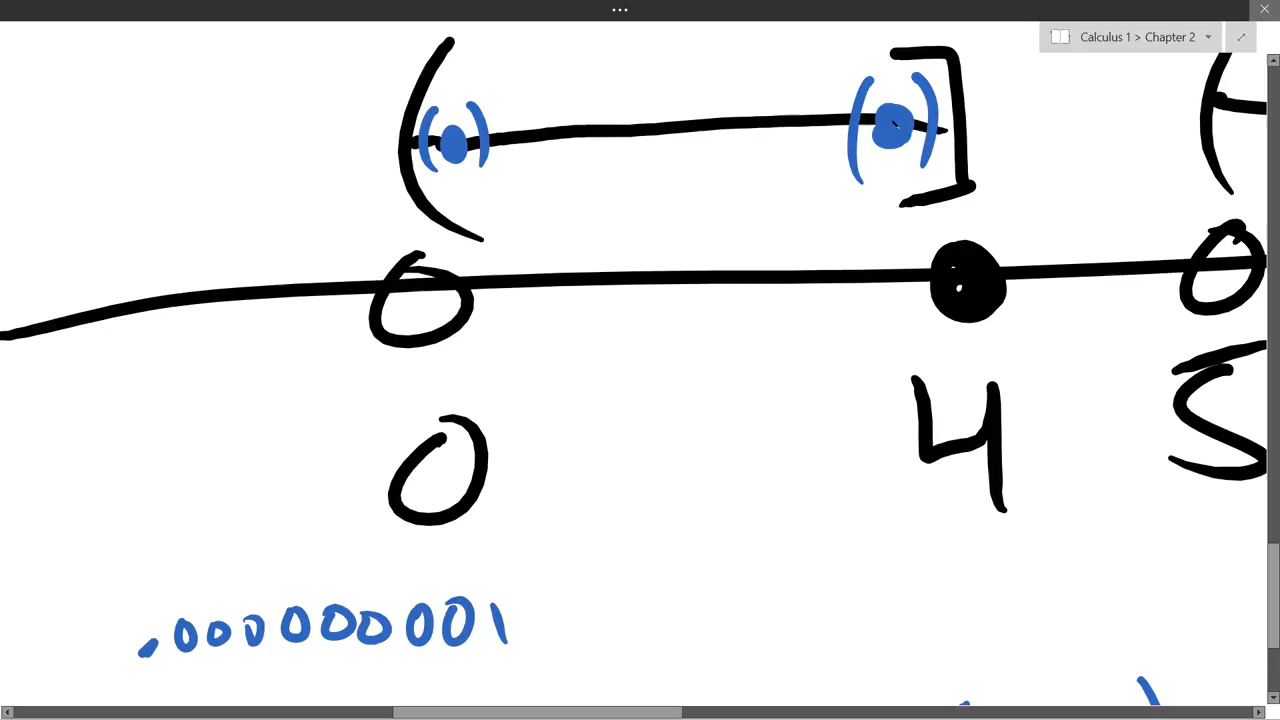 Calculus 1 > Chapter 2
( ( ) ( ) ] (
0 4 5
.000000001